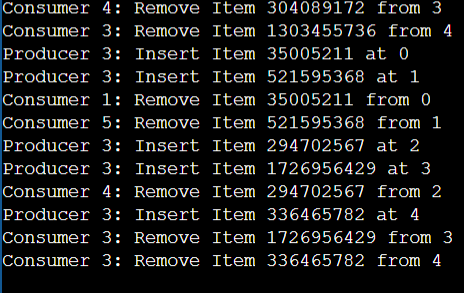 Consumer 4: Remove Item 304089172 from 3
Consumer 3: Remove Item 1303455736 from 4
Producer 3: Insert Item 35005211 at 0
Producer 3: Insert Item 521595368 at 1
Consumer 1: Remove Item 35005211 from 0
Consumer 5: Remove Item 521595368 from 1
Producer 3: Insert Item 294702567 at 2
Producer 3: Insert Item 1726956429 at 3
Consumer 4: Remove Item 294702567 from 2
Producer 3: Insert Item 336465782 at 4
Consumer 3: Remove Item 1726956429 from 3
Consumer 3: Remove Item 336465782 from 4